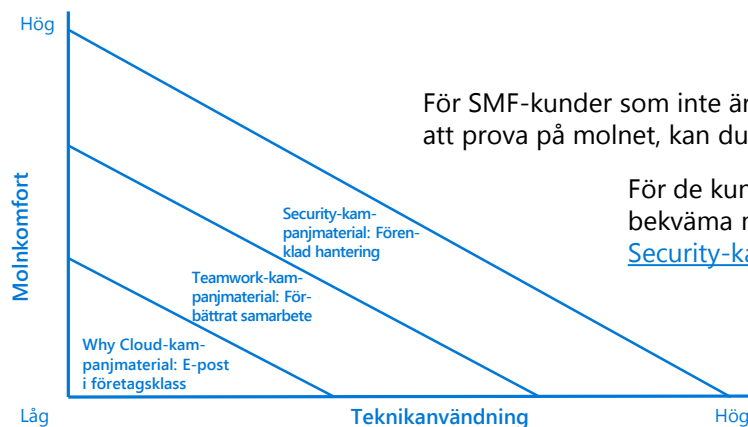 Hög
För SMF-kunder som inte är
att prova på molnet, kan du
För de kun
bekväma
Security-ka
Molnkomfort
Security-kam-
panjmaterial: Fören-
klad hantering
Teamwork-kam-
panjmaterial: För-
bättrat samarbete
Why Cloud-kam-
panjmaterial: E-post
i företagsklass
Låg
Teknikanvändning
Hög